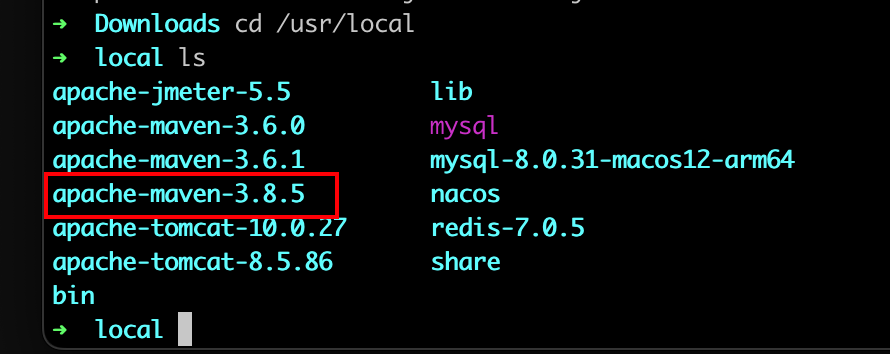 ➜ Downloads cd /usr/local
➜ local ls
apache-jmeter-5.5 lib
apache-maven-3.6.0 mysql
apache-maven-3.6.1 mysql-8.0.31-macos12-arm64
apache-maven-3.8.5 nacos
apache-tomcat-10.0.27 redis-7.0.5
apache-tomcat-8.5.86 share
bin
➜ local